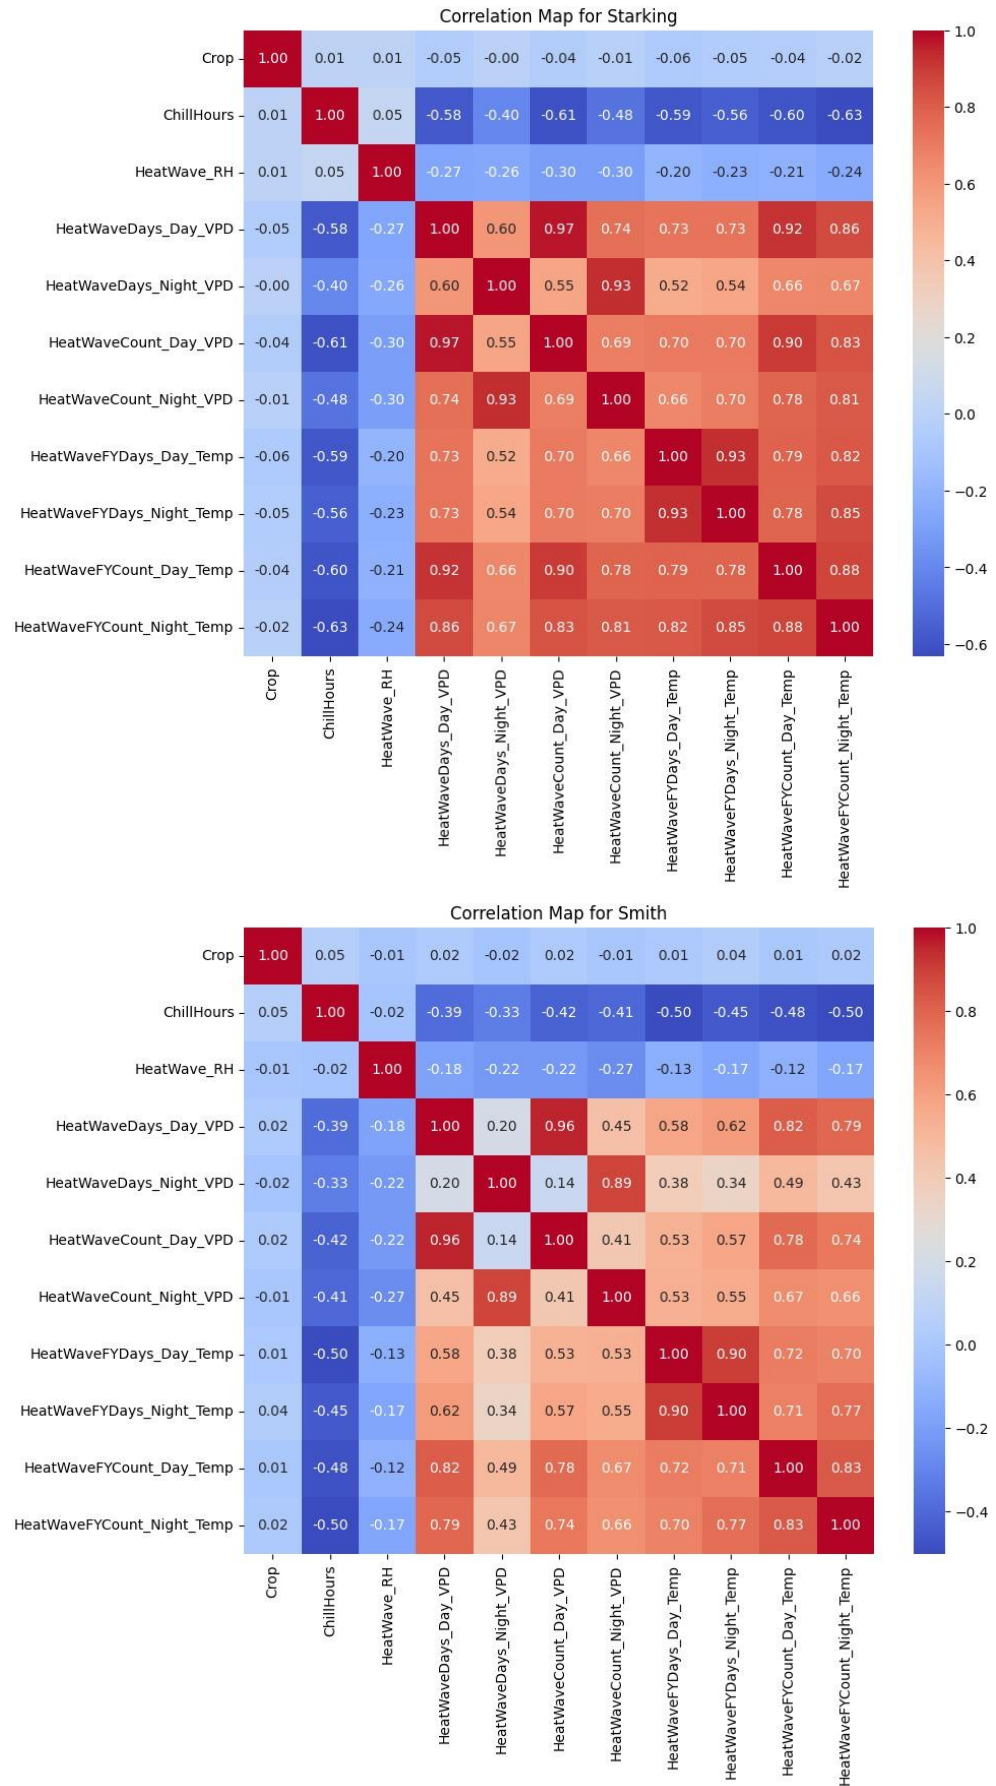 Correlation Map for Starking
Crop 1.00 0.01 0.01 -0.05 -0.00 -0.04 -0.01 -0.06 -0.05 -0.04 -0.02
ChillHours 0.01 1.00 0.05 -0.58 -0.40 -0.61 -0.48 -0.59 -0.56 -0.60 -0.63
HeatWave_RH 0.01 0.05 1.00 -0.27 -0.26 -0.30 -0.30 -0.20 -0.23 -0.21 -0.24
HeatWaveDays_Day_VPD -0.05 -0.58 -0.27 1.00 0.60 0.97 0.74 0.73 0.73 0.92 0.86
HeatWaveDays_Night_VPD -0.00 -0.40 -0.26 0.60 1.00 0.55 0.93 0.52 0.54 0.66 0.67
HeatWaveCount_Day_VPD -0.04 -0.61 -0.30 0.97 0.55 1.00 0.69 0.70 0.70 0.90 0.83
HeatWaveCount_Night_VPD -0.01 -0.48 -0.30 0.74 0.93 0.69 1.00 0.66 0.70 0.78 0.81
HeatWaveFYDays_Day_Temp -0.06 -0.59 -0.20 0.73 0.52 0.70 0.66 1.00 0.93 0.79 0.82
HeatWaveFYDays_Night_Temp -0.05 -0.56 -0.23 0.73 0.54 0.70 0.70 0.93 1.00 0.78 0.85
HeatWaveFYCount_Day_Temp -0.04 -0.60 -0.21 0.92 0.66 0.90 0.78 0.79 0.78 1.00 0.88
HeatWaveFYCount_Night_Temp -0.02 -0.63 -0.24 0.86 0.67 0.83 0.81 0.82 0.85 0.88 1.00
Crop
ChillHours
HeatWave_RH
HeatWaveDays_Day_VPD
HeatWaveDays_Night_VPD
HeatWaveCount_Day_VPD
HeatWaveCount_Night_VPD
HeatWaveFYDays_Day_Temp
HeatWaveFYDays_Night_Temp
HeatWaveFYCount_Day_Temp
HeatWaveFYCount_Night_Temp
1.0
0.8
0.6
0.4
0.2
0.0
−0.2
−0.4
−0.6
Correlation Map for Smith
Crop 1.00 0.05 -0.01 0.02 -0.02 0.02 -0.01 0.01 0.04 0.01 0.02
ChillHours 0.05 1.00 -0.02 -0.39 -0.33 -0.42 -0.41 -0.50 -0.45 -0.48 -0.50
HeatWave_RH -0.01 -0.02 1.00 -0.18 -0.22 -0.22 -0.27 -0.13 -0.17 -0.12 -0.17
HeatWaveDays_Day_VPD 0.02 -0.39 -0.18 1.00 0.20 0.96 0.45 0.58 0.62 0.82 0.79
HeatWaveDays_Night_VPD -0.02 -0.33 -0.22 0.20 1.00 0.14 0.89 0.38 0.34 0.49 0.43
HeatWaveCount_Day_VPD 0.02 -0.42 -0.22 0.96 0.14 1.00 0.41 0.53 0.57 0.78 0.74
HeatWaveCount_Night_VPD -0.01 -0.41 -0.27 0.45 0.89 0.41 1.00 0.53 0.55 0.67 0.66
HeatWaveFYDays_Day_Temp 0.01 -0.50 -0.13 0.58 0.38 0.53 0.53 1.00 0.90 0.72 0.70
HeatWaveFYDays_Night_Temp 0.04 -0.45 -0.17 0.62 0.34 0.57 0.55 0.90 1.00 0.71 0.77
HeatWaveFYCount_Day_Temp 0.01 -0.48 -0.12 0.82 0.49 0.78 0.67 0.72 0.71 1.00 0.83
HeatWaveFYCount_Night_Temp 0.02 -0.50 -0.17 0.79 0.43 0.74 0.66 0.70 0.77 0.83 1.00
Crop
ChillHours
HeatWave_RH
HeatWaveDays_Day_VPD
HeatWaveDays_Night_VPD
HeatWaveCount_Day_VPD
HeatWaveCount_Night_VPD
HeatWaveFYDays_Day_Temp
HeatWaveFYDays_Night_Temp
HeatWaveFYCount_Day_Temp
HeatWaveFYCount_Night_Temp
1.0
0.8
0.6
0.4
0.2
0.0
−0.2
−0.4